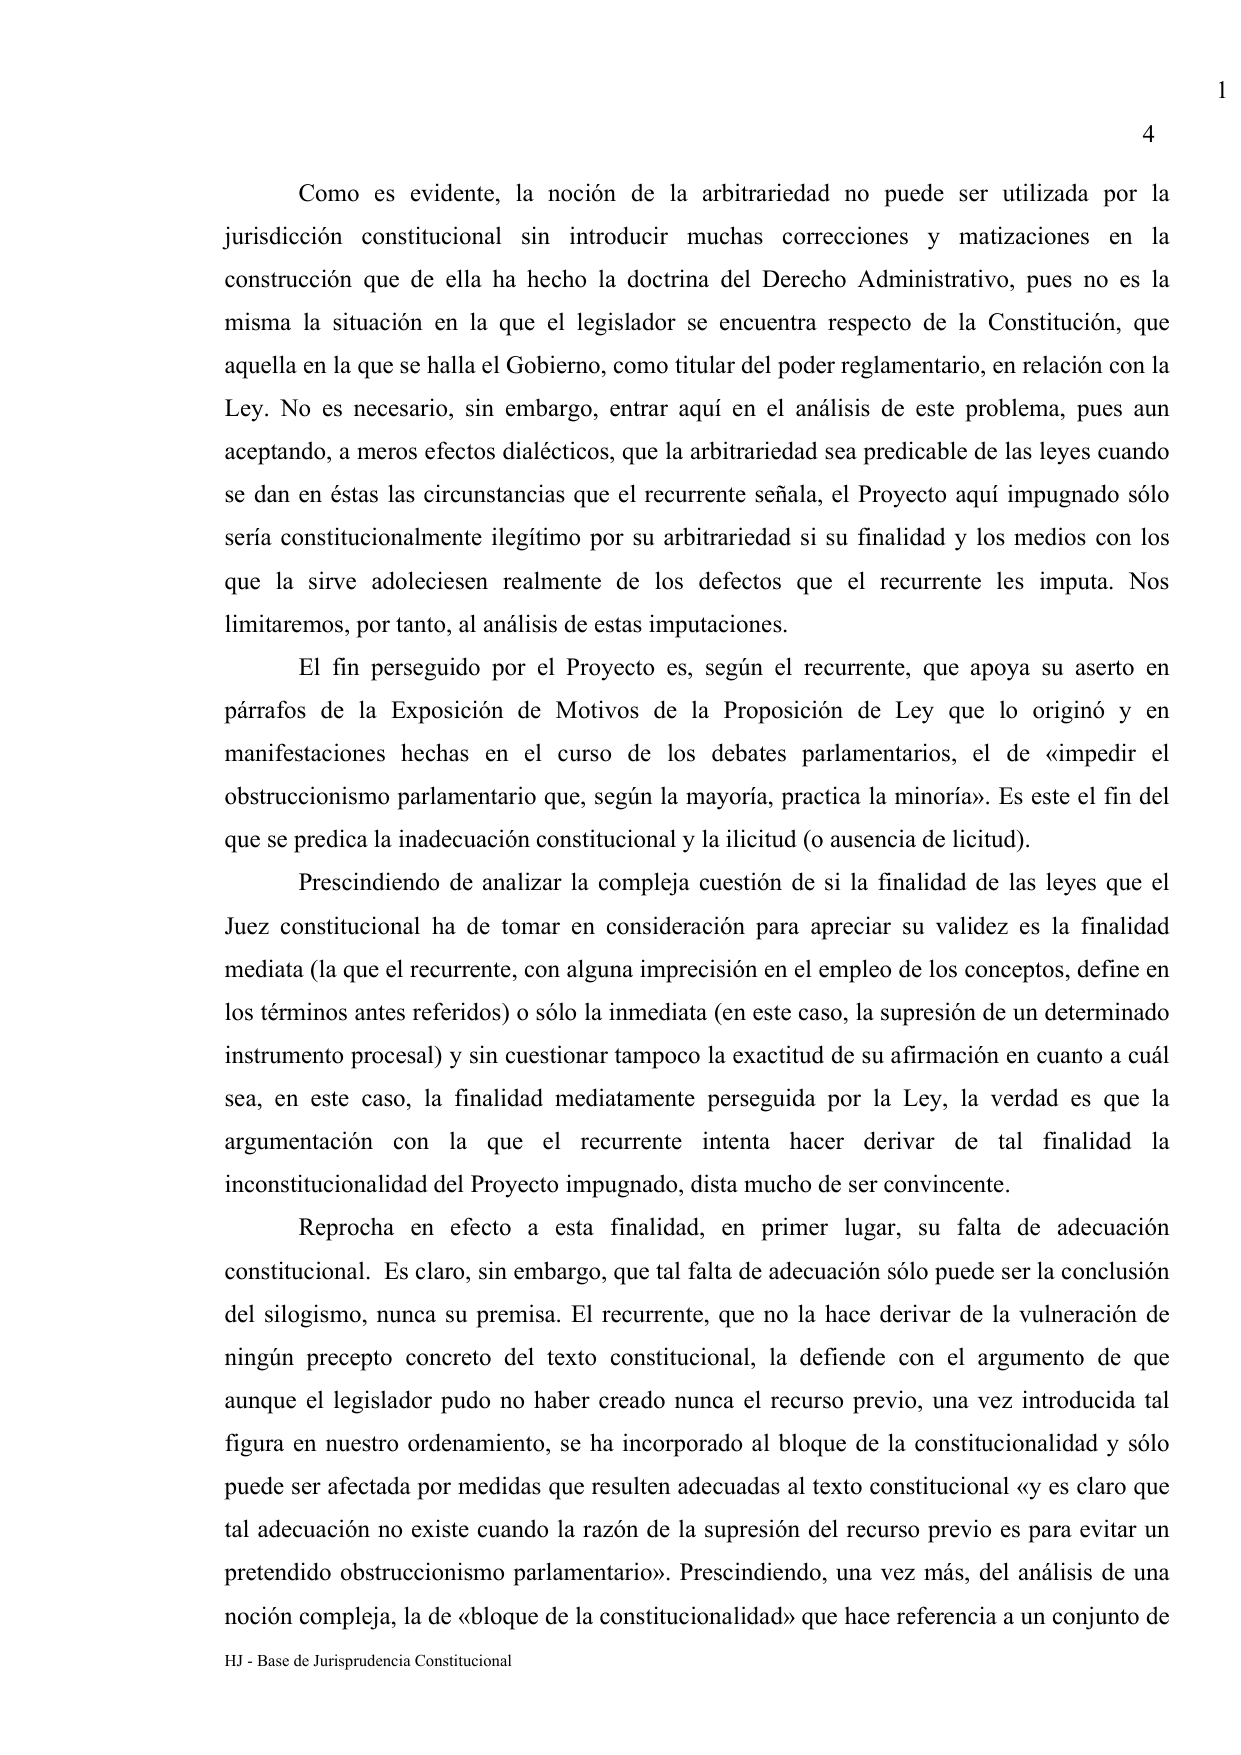 1
4
Como es evidente, la noción de la arbitrariedad no puede ser utilizada por la
jurisdicción constitucional sin introducir muchas correcciones y matizaciones en la
construcción que de ella ha hecho la doctrina del Derecho Administrativo, pues no es la
misma la situación en la que el legislador se encuentra respecto de la Constitución, que
aquella en la que se halla el Gobierno, como titular del poder reglamentario, en relación con la
Ley. No es necesario, sin embargo, entrar aquí en el análisis de este problema, pues aun
aceptando, a meros efectos dialécticos, que la arbitrariedad sea predicable de las leyes cuando
se dan en éstas las circunstancias que el recurrente señala, el Proyecto aquí impugnado sólo
sería constitucionalmente ilegítimo por su arbitrariedad si su finalidad y los medios con los
que la sirve adoleciesen realmente de los defectos que el recurrente les imputa. Nos
limitaremos, por tanto, al análisis de estas imputaciones.
El fin perseguido por el Proyecto es, según el recurrente, que apoya su aserto en
párrafos de la Exposición de Motivos de la Proposición de Ley que lo originó y en
manifestaciones hechas en el curso de los debates parlamentarios, el de «impedir el
obstruccionismo parlamentario que, según la mayoría, practica la minoría». Es este el fin del
que se predica la inadecuación constitucional y la ilicitud (o ausencia de licitud).
Prescindiendo de analizar la compleja cuestión de si la finalidad de las leyes que el
Juez constitucional ha de tomar en consideración para apreciar su validez es la finalidad
mediata (la que el recurrente, con alguna imprecisión en el empleo de los conceptos, define en
los términos antes referidos) o sólo la inmediata (en este caso, la supresión de un determinado
instrumento procesal) y sin cuestionar tampoco la exactitud de su afirmación en cuanto a cuál
sea, en este caso, la finalidad mediatamente perseguida por la Ley, la verdad es que la
argumentación con la que el recurrente intenta hacer derivar de tal finalidad la
inconstitucionalidad del Proyecto impugnado, dista mucho de ser convincente.
Reprocha en efecto a esta finalidad, en primer lugar, su falta de adecuación
constitucional.  Es claro, sin embargo, que tal falta de adecuación sólo puede ser la conclusión
del silogismo, nunca su premisa. El recurrente, que no la hace derivar de la vulneración de
ningún precepto concreto del texto constitucional, la defiende con el argumento de que
aunque el legislador pudo no haber creado nunca el recurso previo, una vez introducida tal
figura en nuestro ordenamiento, se ha incorporado al bloque de la constitucionalidad y sólo
puede ser afectada por medidas que resulten adecuadas al texto constitucional «y es claro que
tal adecuación no existe cuando la razón de la supresión del recurso previo es para evitar un
pretendido obstruccionismo parlamentario». Prescindiendo, una vez más, del análisis de una
noción compleja, la de «bloque de la constitucionalidad» que hace referencia a un conjunto de
HJ - Base de Jurisprudencia Constitucional